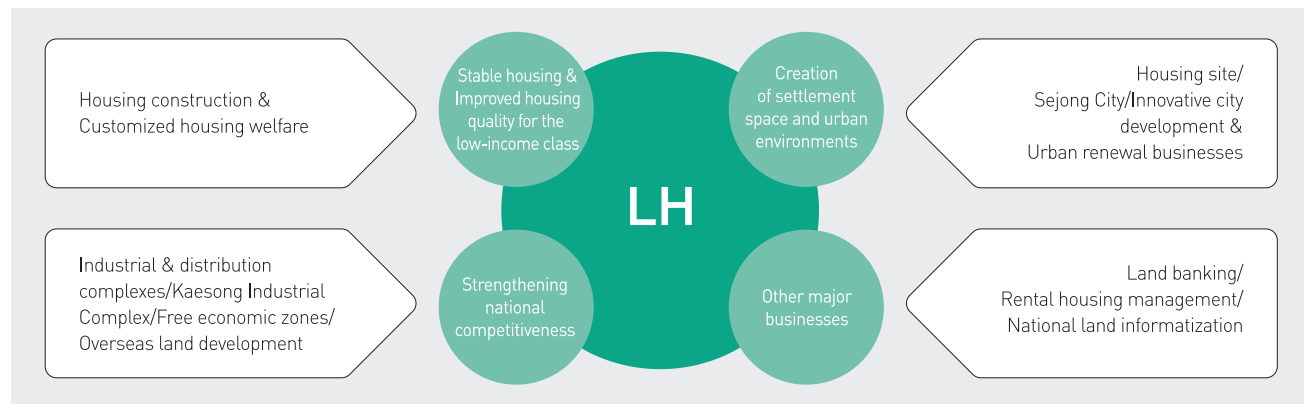 Housing construction &
Customized housing welfare
Stable housing &
Improved housing
quality for the
low-income class
Creation
of settlement
space and urban
environments
Housing site/
Sejong City/Innovative city
development &
Urban renewal businesses
LH
Industrial & distribution
complexes/Kaesong Industrial
Complex/Free economic zones/
Overseas land development
Strengthening
national
competitiveness
Other major
businesses
Land banking/
Rental housing management/
National land informatization